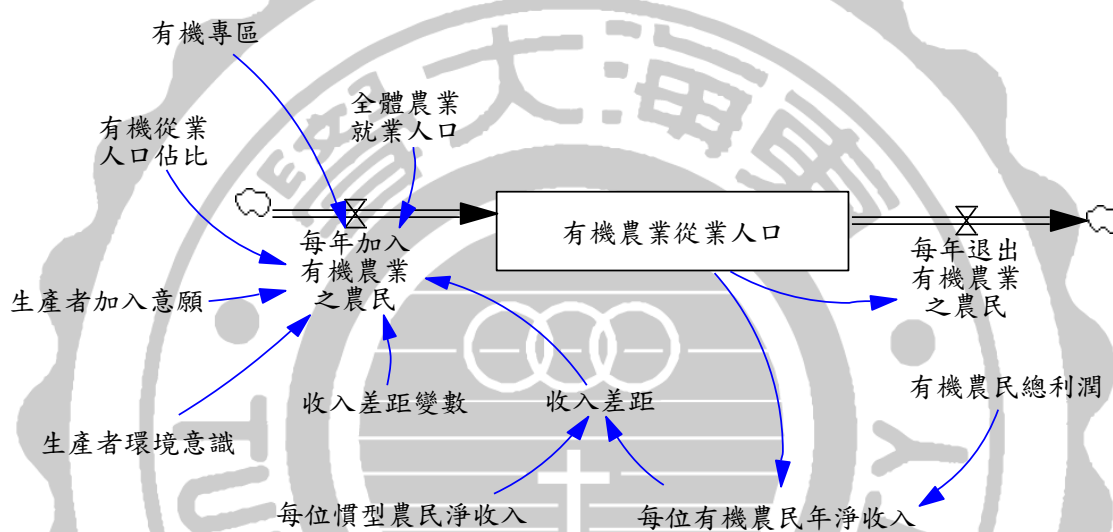 有機專區
全體農業
就業人口
有機從業
人口佔比
有機農業從業人口
每年加入
有機農業
之農民
每年退出
有機農業
之農民
生產者加入意願
收入差距變數
收入差距
有機農民總利潤
生產者環境意識
每位慣型農民淨收入
每位有機農民年淨收入